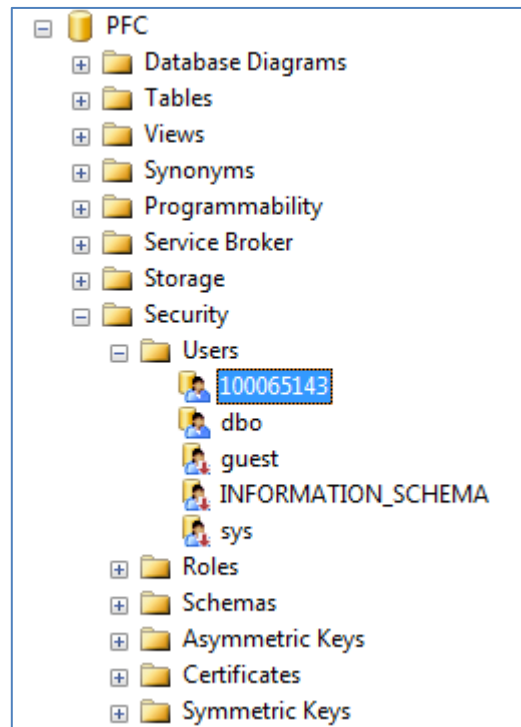 PFC
Database Diagrams
Tables
Views
Synonyms
Programmability
Service Broker
Storage
Security
Users
100065143
dbo
guest
INFORMATION_SCHEMA
sys
Roles
Schemas
Asymmetric Keys
Certificates
Symmetric Keys